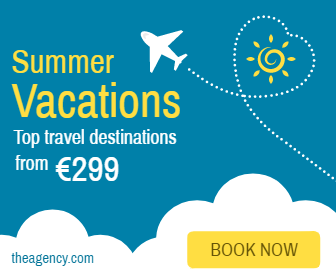 Summer
Vacations
Top travel destinations
from €299
theagency.com
BOOK NOW